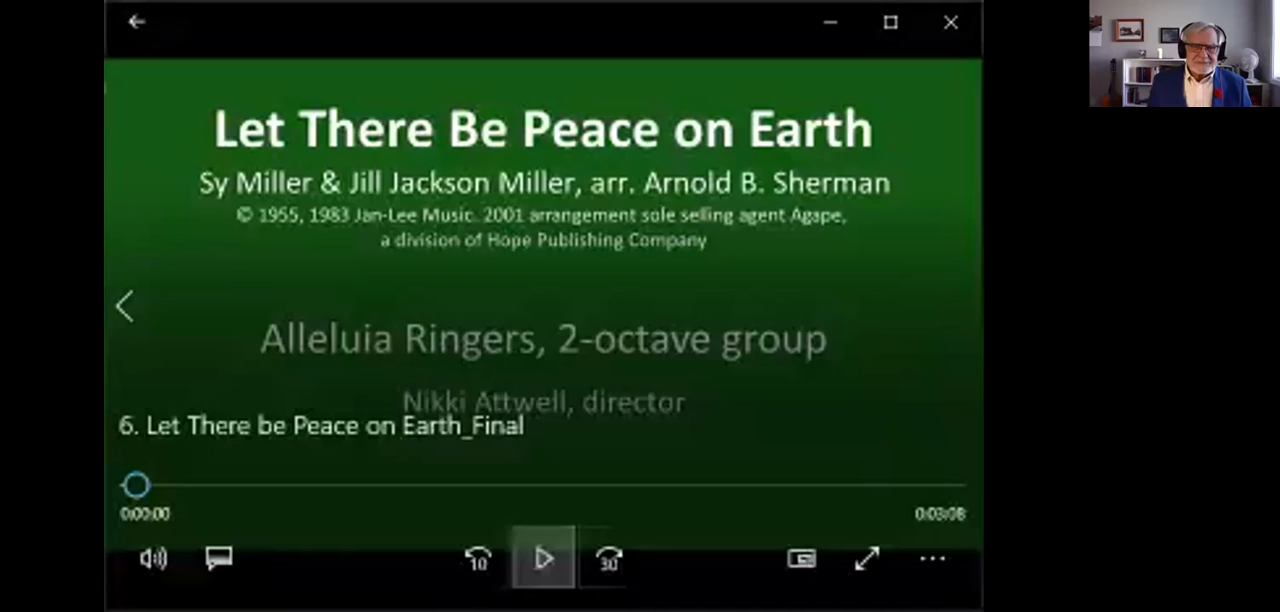 Let There Be Peace on Earth
Sy Miller & Jill Jackson Miller, arr. Arnold B. Sherman
© 1955, 1983 Jan-Lee Music. 2001 arrangement sole selling agent Agape,
a division of Hope Publishing Company
Alleluia Ringers, 2-octave group
Nikki Attwell, director
6. Let There be Peace on Earth_Final
0:00:00
0:03:08
10
30